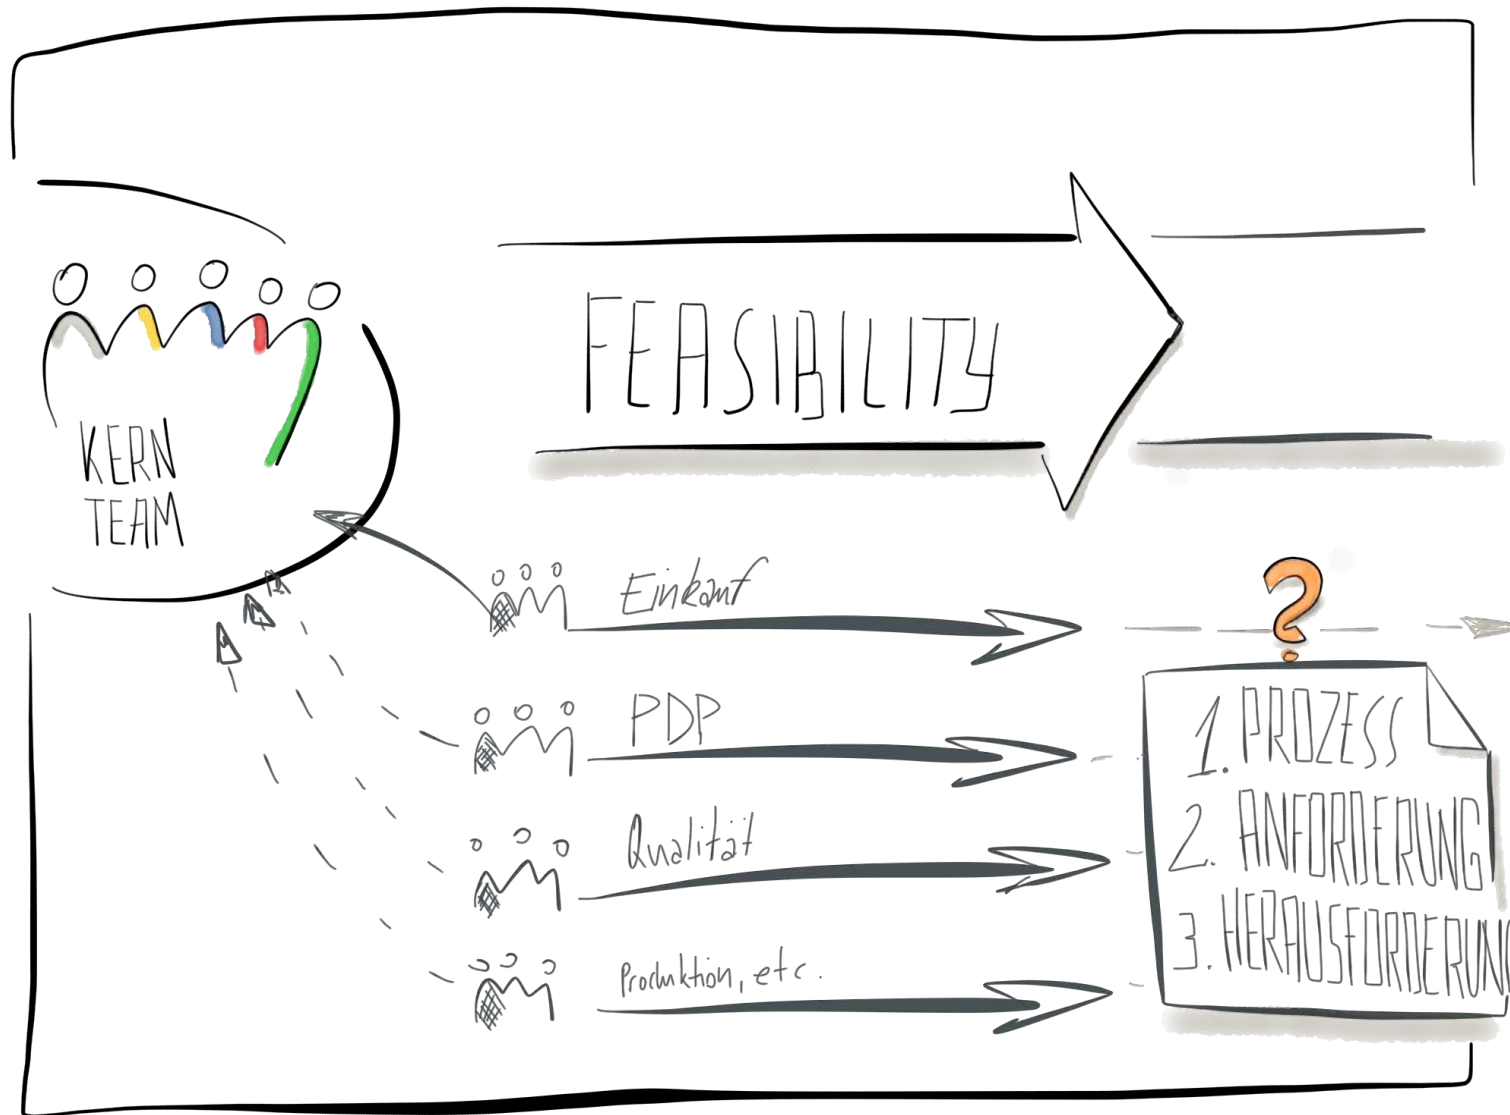 KERN
TEAM
FEASIBILITY
Einkauf
PDP
Qualität
Produktion, etc.
?
1. PROZESS
2. ANFORDERUNG
3. HERAUSFORDERUNG